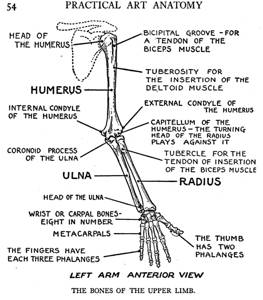 54
PRACTICAL ART ANATOMY
HEAD OF
THE HUMERUS
BICIPITAL GROOVE - FOR
A TENDON OF THE
BICEPS MUSCLE
TUBEROSITY FOR
THE INSERTION OF THE
DELTOID MUSCLE
HUMERUS
INTERNAL CONDYLE
OF THE HUMERUS
EXTERNAL CONDYLE OF
THE HUMERUS
CAPITELLUM OF THE
HUMERUS - THE TURNING
HEAD OF THE RADIUS
PLAYS AGAINST IT
CORONOID PROCESS
OF THE ULNA
TUBERCLE FOR THE
TENDON OF INSERTION
OF THE BICEPS MUSCLE
ULNA
RADIUS
HEAD OF THE ULNA
WRIST OR CARPAL BONES-
EIGHT IN NUMBER
METACARPALS
THE FINGERS HAVE
EACH THREE PHALANGES
THE THUMB
HAS TWO
PHALANGES
LEFT ARM ANTERIOR VIEW
THE BONES OF THE UPPER LIMB.